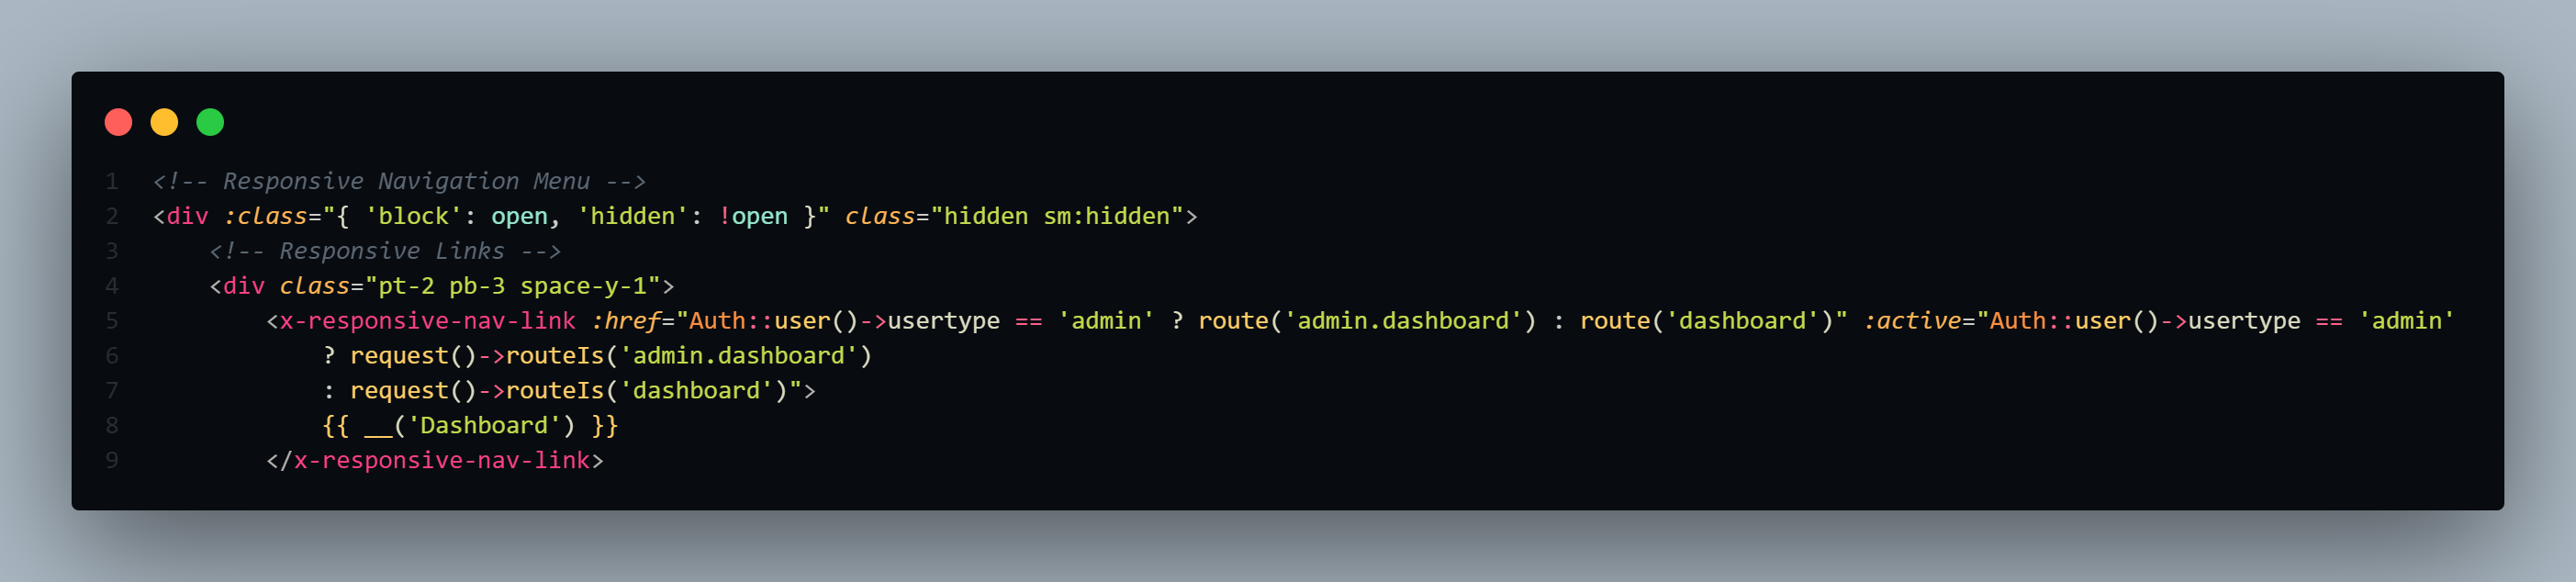 1 <!-- Responsive Navigation Menu -->
2 <div :class="{ 'block': open, 'hidden': !open }" class="hidden sm:hidden">
3     <!-- Responsive Links -->
4     <div class="pt-2 pb-3 space-y-1">
5         <x-responsive-nav-link :href="Auth::user()->usertype == 'admin' ? route('admin.dashboard') : route('dashboard')" :active="Auth::user()->usertype == 'admin'
6             ? request()->routeIs('admin.dashboard')
7             : request()->routeIs('dashboard')">
8             {{ __('Dashboard') }}
9         </x-responsive-nav-link>